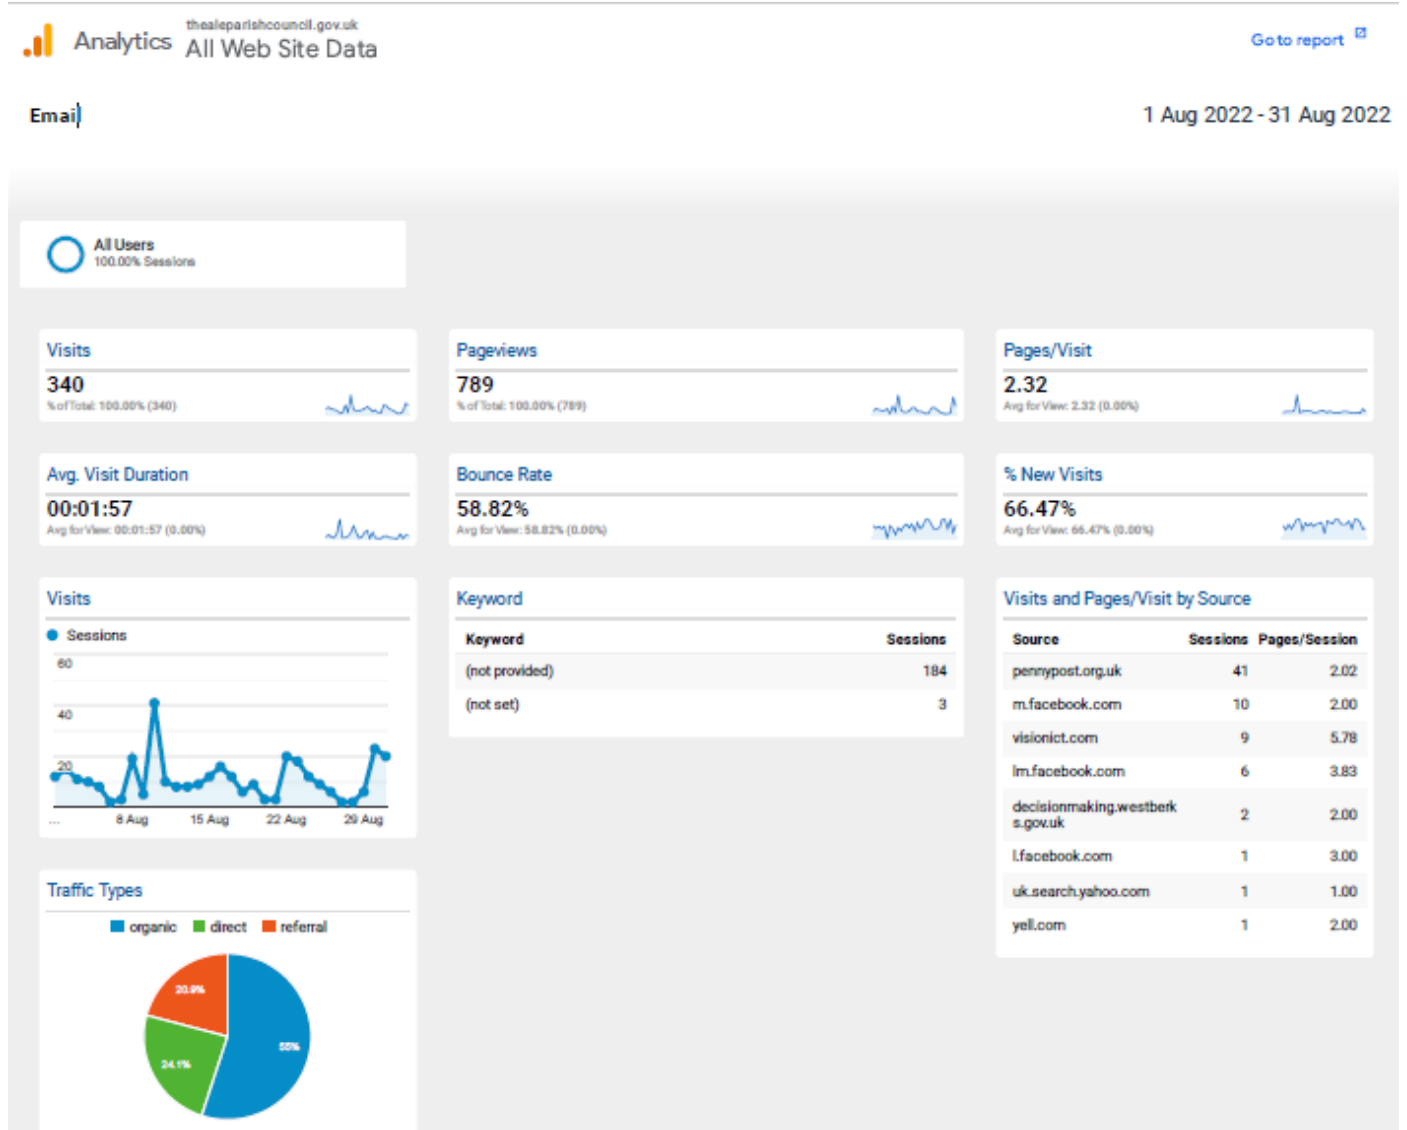 thealeparishcouncil.gov.uk
Analytics All Web Site Data
Go to report
Email
1 Aug 2022 - 31 Aug 2022
All Users
100.00% Sessions
Visits
340
% of Total: 100.00% (340)
Pageviews
789
% of Total: 100.00% (789)
Pages/Visit
2.32
Avg for View: 2.32 (0.00%)
Avg. Visit Duration
00:01:57
Avg for View: 00:01:57 (0.00%)
Bounce Rate
58.82%
Avg for View: 58.82% (0.00%)
% New Visits
66.47%
Avg for View: 66.47% (0.00%)
Visits
Sessions
60
40
20
... 8 Aug 15 Aug 22 Aug 29 Aug
Keyword
Keyword Sessions
(not provided) 184
(not set) 3
Visits and Pages/Visit by Source
Source Sessions Pages/Session
pennypost.org.uk 41 2.02
m.facebook.com 10 2.00
visionict.com 9 5.78
lm.facebook.com 6 3.83
decisionmaking.westberk
s.gov.uk 2 2.00
l.facebook.com 1 3.00
uk.search.yahoo.com 1 1.00
yell.com 1 2.00
Traffic Types
organic direct referral
20.9%
55%
24.1%